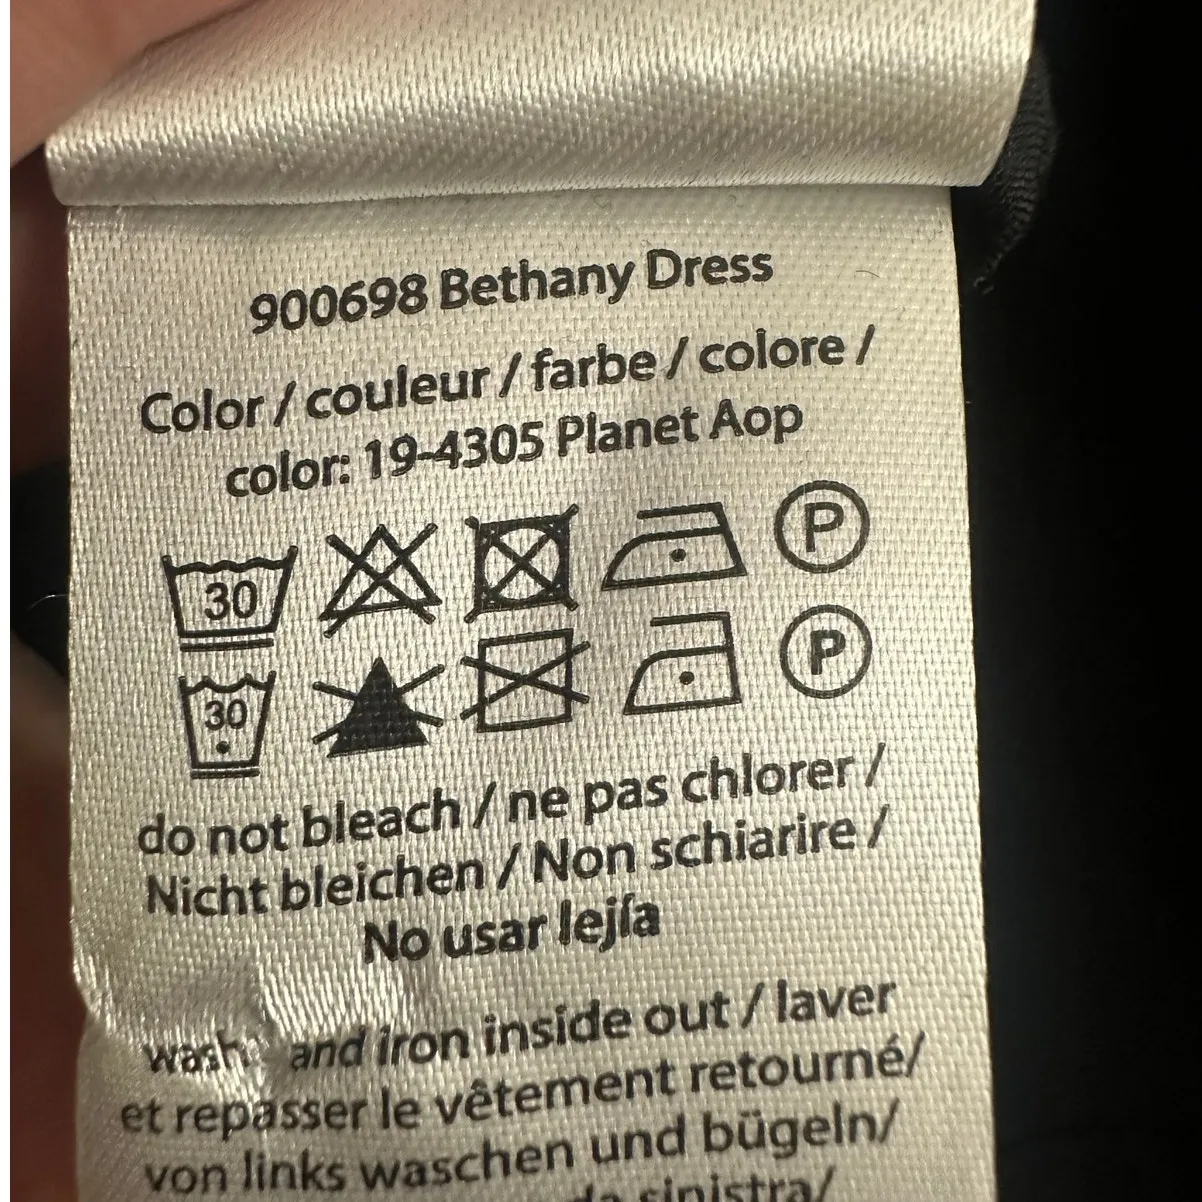 900698 Bethany Dress
Color / couleur / farbe / colore /
color: 19-4305 Planet Aop
30 P
30 P
do not bleach / ne pas chlorer /
Nicht bleichen / Non schiarire /
No usar lejía
wash and iron inside out / laver
et repasser le vêtement retourné/
von links waschen und bügeln/
sinistra/